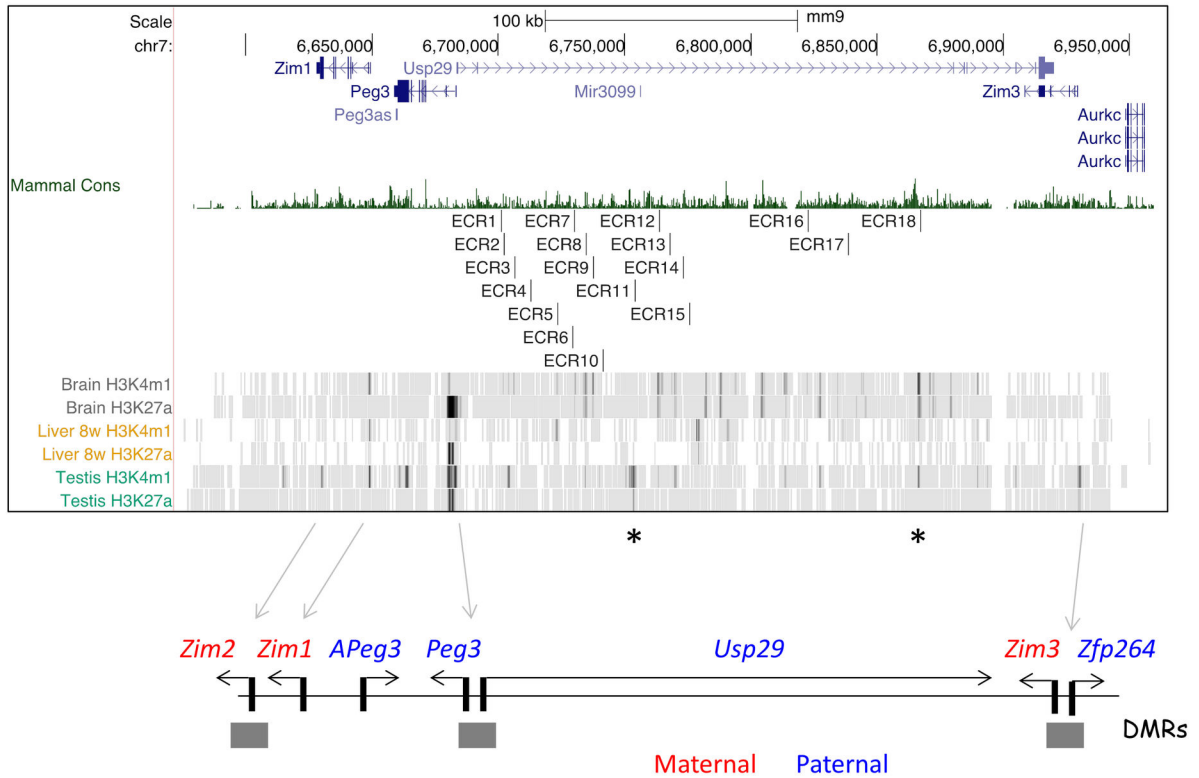 Scale 100 kb mm9
chr7: 6,650,000 6,700,000 6,750,000 6,800,000 6,850,000 6,900,000 6,950,000
Zim1 Usp29
Peg3 Mir3099 Zim3
Peg3as Aurkc
Aurkc
Aurkc
Mammal Cons
ECR1 ECR7 ECR12 ECR16 ECR18
ECR2 ECR8 ECR13 ECR17
ECR3 ECR9 ECR14
ECR4 ECR11
ECR5 ECR15
ECR6
ECR10
Brain H3K4m1
Brain H3K27a
Liver 8w H3K4m1
Liver 8w H3K27a
Testis H3K4m1
Testis H3K27a
* *
Zim2 Zim1 APeg3 Peg3 Usp29 Zim3 Zfp264
DMRs
Maternal Paternal